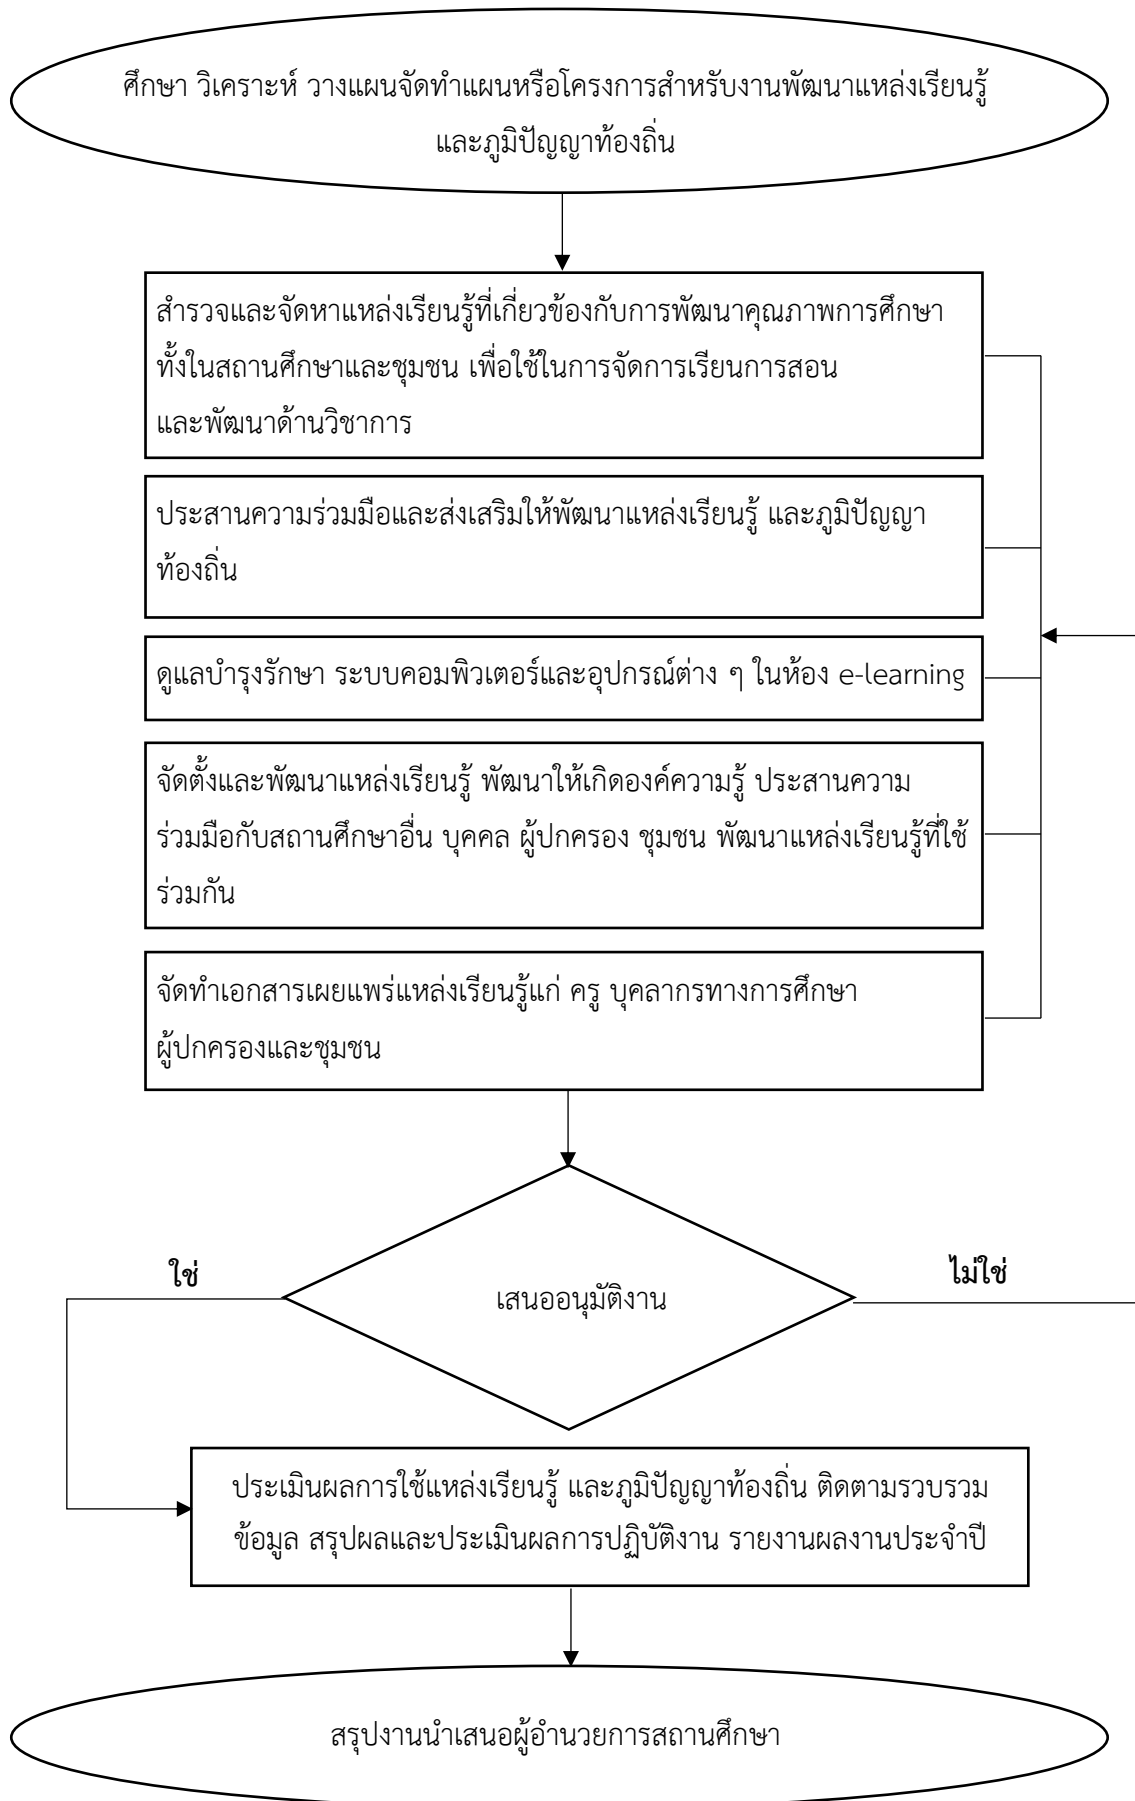 ศึกษา วิเคราะห์ วางแผนจัดทำแผนหรือโครงการสำหรับงานพัฒนาแหล่งเรียนรู้
และภูมิปัญญาท้องถิ่น
สำรวจและจัดหาแหล่งเรียนรู้ที่เกี่ยวข้องกับการพัฒนาคุณภาพการศึกษา
ทั้งในสถานศึกษาและชุมชน เพื่อใช้ในการจัดการเรียนการสอน
และพัฒนาด้านวิชาการ
ประสานความร่วมมือและส่งเสริมให้พัฒนาแหล่งเรียนรู้ และภูมิปัญญา
ท้องถิ่น
ดูแลบำรุงรักษา ระบบคอมพิวเตอร์และอุปกรณ์ต่าง ๆ ในห้อง e-learning
จัดตั้งและพัฒนาแหล่งเรียนรู้ พัฒนาให้เกิดองค์ความรู้ ประสานความ
ร่วมมือกับสถานศึกษาอื่น บุคคล ผู้ปกครอง ชุมชน พัฒนาแหล่งเรียนรู้ที่ใช้
ร่วมกัน
จัดทำเอกสารเผยแพร่แหล่งเรียนรู้แก่ ครู บุคลากรทางการศึกษา
ผู้ปกครองและชุมชน
ใช่
ไม่ใช่
เสนออนุมัติงาน
ประเมินผลการใช้แหล่งเรียนรู้ และภูมิปัญญาท้องถิ่น ติดตามรวบรวม
ข้อมูล สรุปผลและประเมินผลการปฏิบัติงาน รายงานผลงานประจำปี
สรุปงานนำเสนอผู้อำนวยการสถานศึกษา